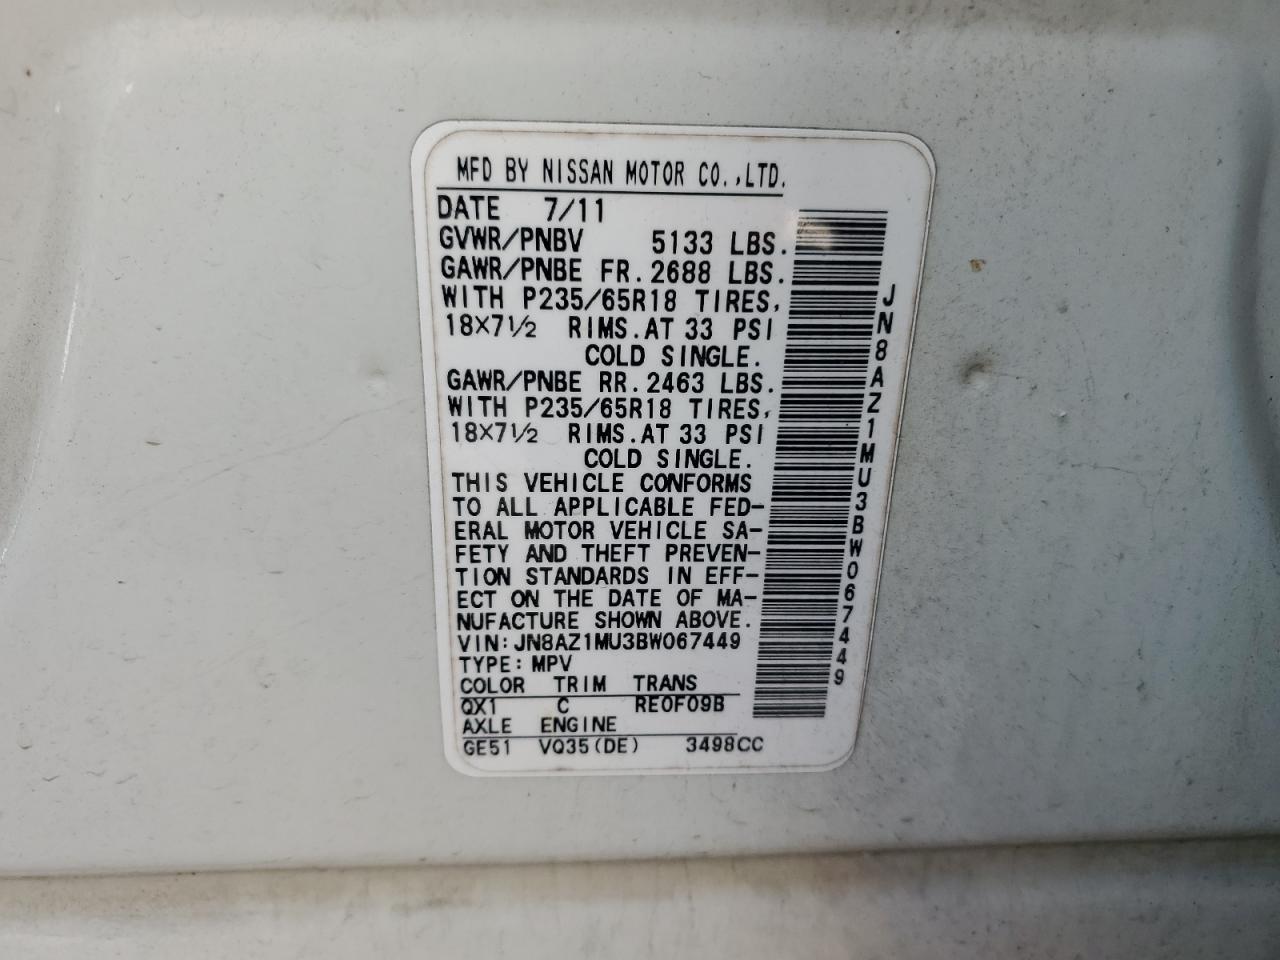 MFD BY NISSAN MOTOR CO.,LTD.
DATE 7/11
GVWR/PNBV 5133 LBS.
GAWR/PNBE FR. 2688 LBS.
WITH P235/65R18 TIRES,
18×7½ RIMS. AT 33 PSI
COLD SINGLE.
GAWR/PNBE RR. 2463 LBS.
WITH P235/65R18 TIRES,
18×7½ RIMS. AT 33 PSI
COLD SINGLE.
THIS VEHICLE CONFORMS
TO ALL APPLICABLE FED-
ERAL MOTOR VEHICLE SA-
FETY AND THEFT PREVEN-
TION STANDARDS IN EFF-
ECT ON THE DATE OF MA-
NUFACTURE SHOWN ABOVE.
VIN: JN8AZ1MU3BW067449
TYPE: MPV
COLOR TRIM TRANS
QX1 C RE0F09B
AXLE ENGINE
GE51 VQ35(DE) 3498CC
JN8AZ1MU3BW067449